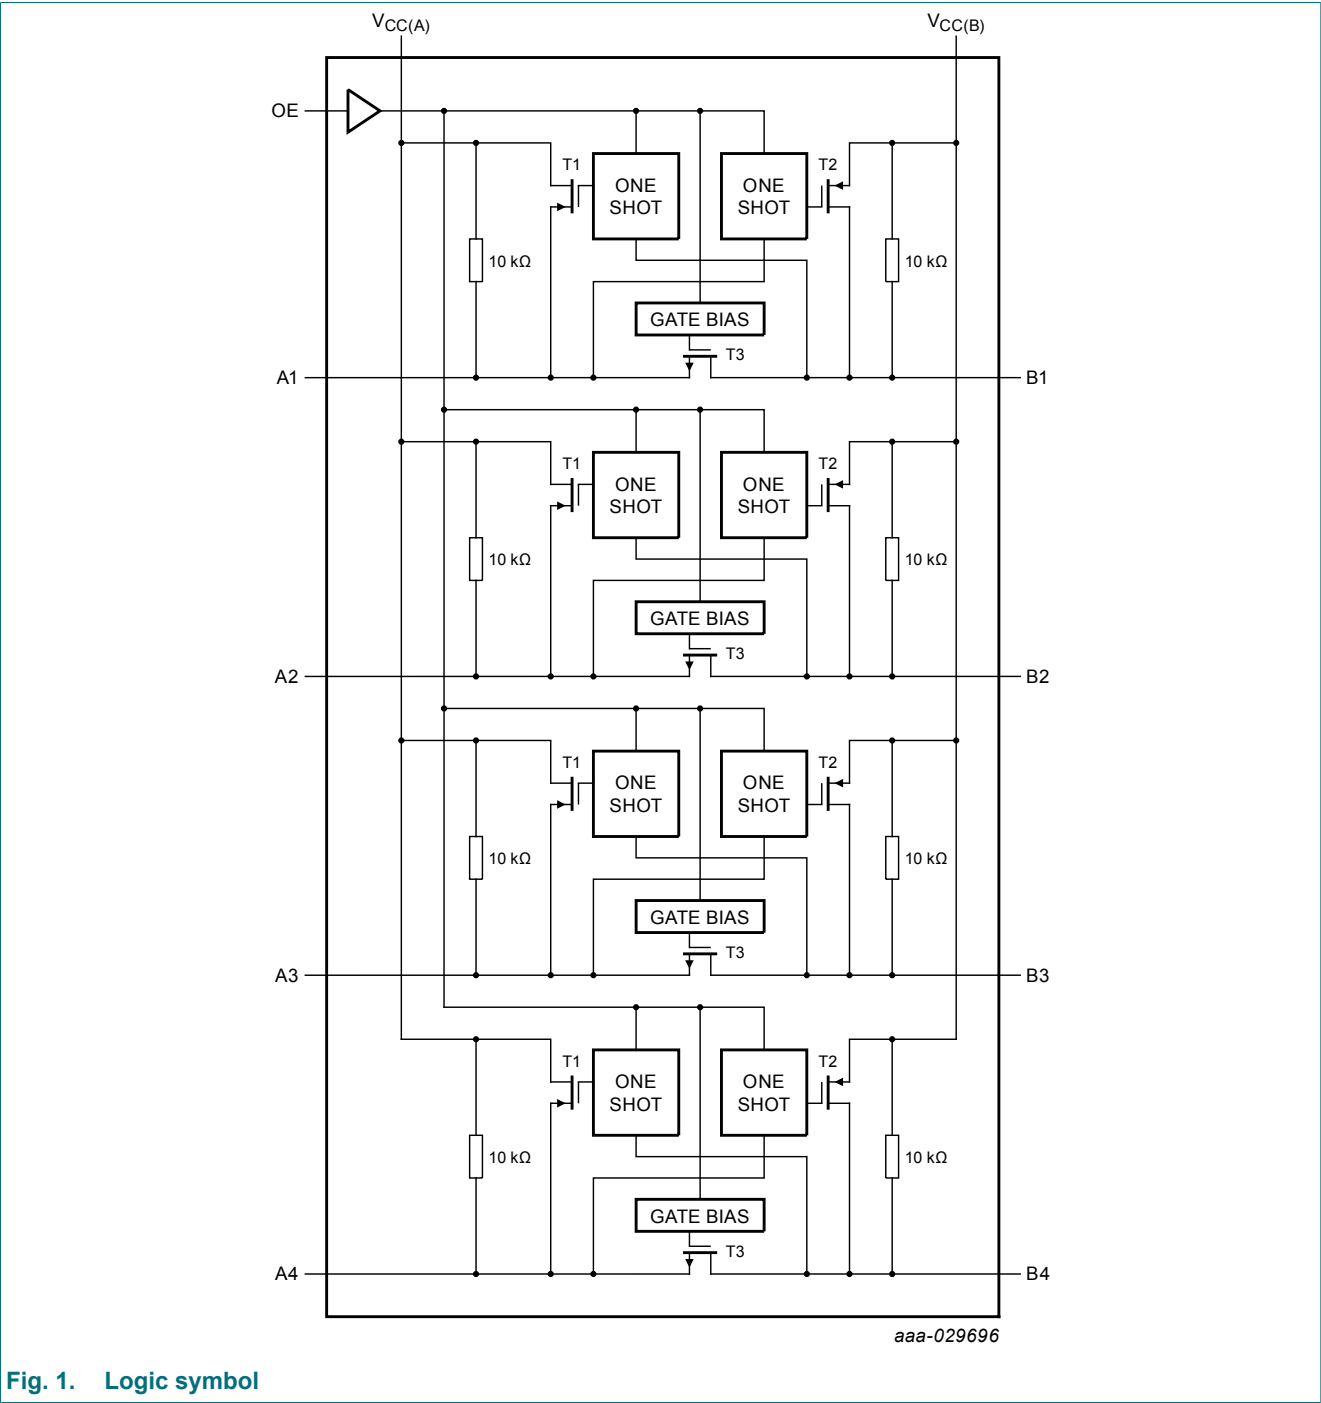 VCC(A) VCC(B)
OE
T1 ONE SHOT ONE SHOT T2
10 kΩ 10 kΩ
GATE BIAS
T3
A1 B1
T1 ONE SHOT ONE SHOT T2
10 kΩ 10 kΩ
GATE BIAS
T3
A2 B2
T1 ONE SHOT ONE SHOT T2
10 kΩ 10 kΩ
GATE BIAS
T3
A3 B3
T1 ONE SHOT ONE SHOT T2
10 kΩ 10 kΩ
GATE BIAS
T3
A4 B4
aaa-029696
Fig. 1. Logic symbol